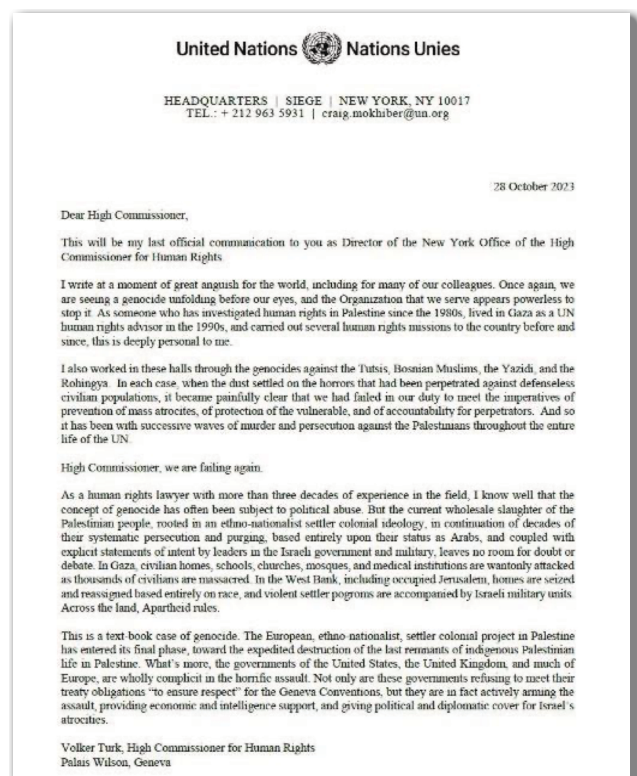 United Nations Nations Unies
HEADQUARTERS | SIEGE | NEW YORK, NY 10017
TEL.: + 212 963 5931 | craig.mokhiber@un.org
28 October 2023
Dear High Commissioner,
This will be my last official communication to you as Director of the New York Office of the High
Commissioner for Human Rights
I write at a moment of great anguish for the world, including for many of our colleagues. Once again, we
are seeing a genocide unfolding before our eyes, and the Organization that we serve appears powerless to
stop it. As someone who has investigated human rights in Palestine since the 1980s, lived in Gaza as a UN
human rights advisor in the 1990s, and carried out several human rights missions to the country before and
since, this is deeply personal to me.
I also worked in these halls through the genocides against the Tutsis, Bosnian Muslims, the Yazidi, and the
Rohingya. In each case, when the dust settled on the horrors that had been perpetrated against defenseless
civilian populations, it became painfully clear that we had failed in our duty to meet the imperatives of
prevention of mass atrocites, of protection of the vulnerable, and of accountability for perpetrators. And so
it has been with successive waves of murder and persecution against the Palestinians throughout the entire
life of the UN.
High Commissioner, we are failing again.
As a human rights lawyer with more than three decades of experience in the field, I know well that the
concept of genocide has often been subject to political abuse. But the current wholesale slaughter of the
Palestinian people, rooted in an ethno-nationalist settler colonial ideology, in continuation of decades of
their systematic persecution and purging, based entirely upon their status as Arabs, and coupled with
explicit statements of intent by leaders in the Israeli government and military, leaves no room for doubt or
debate. In Gaza, civilian homes, schools, churches, mosques, and medical institutions are wantonly attacked
as thousands of civilians are massacred. In the West Bank, including occupied Jerusalem, homes are seized
and reassigned based entirely on race, and violent settler pogroms are accompanied by Israeli military units.
Across the land, Apartheid rules.
This is a text-book case of genocide. The European, ethno-nationalist, settler colonial project in Palestine
has entered its final phase, toward the expedited destruction of the last remnants of indigenous Palestinian
life in Palestine. What's more, the governments of the United States, the United Kingdom, and much of
Europe, are wholly complicit in the horrific assault. Not only are these governments refusing to meet their
treaty obligations "to ensure respect" for the Geneva Conventions, but they are in fact actively arming the
assault, providing economic and intelligence support, and giving political and diplomatic cover for Israel's
atrocities.
Volker Turk, High Commissioner for Human Rights
Palais Wilson, Geneva